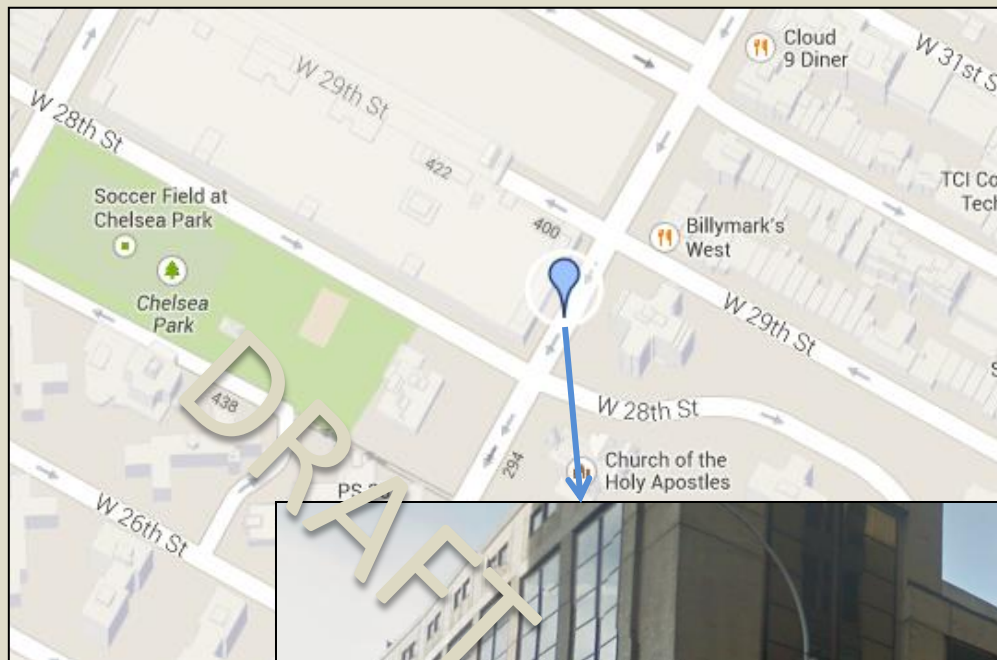 Cloud
9 Diner
W 31st S
W 29th St
W 28th St
422
TCI Co
Tech
Soccer Field at
Chelsea Park
400
Billymark's
West
Chelsea
Park
W 29th St
438
W 28th St
294
Church of the
Holy Apostles
PS
W 26th St
DRAFT